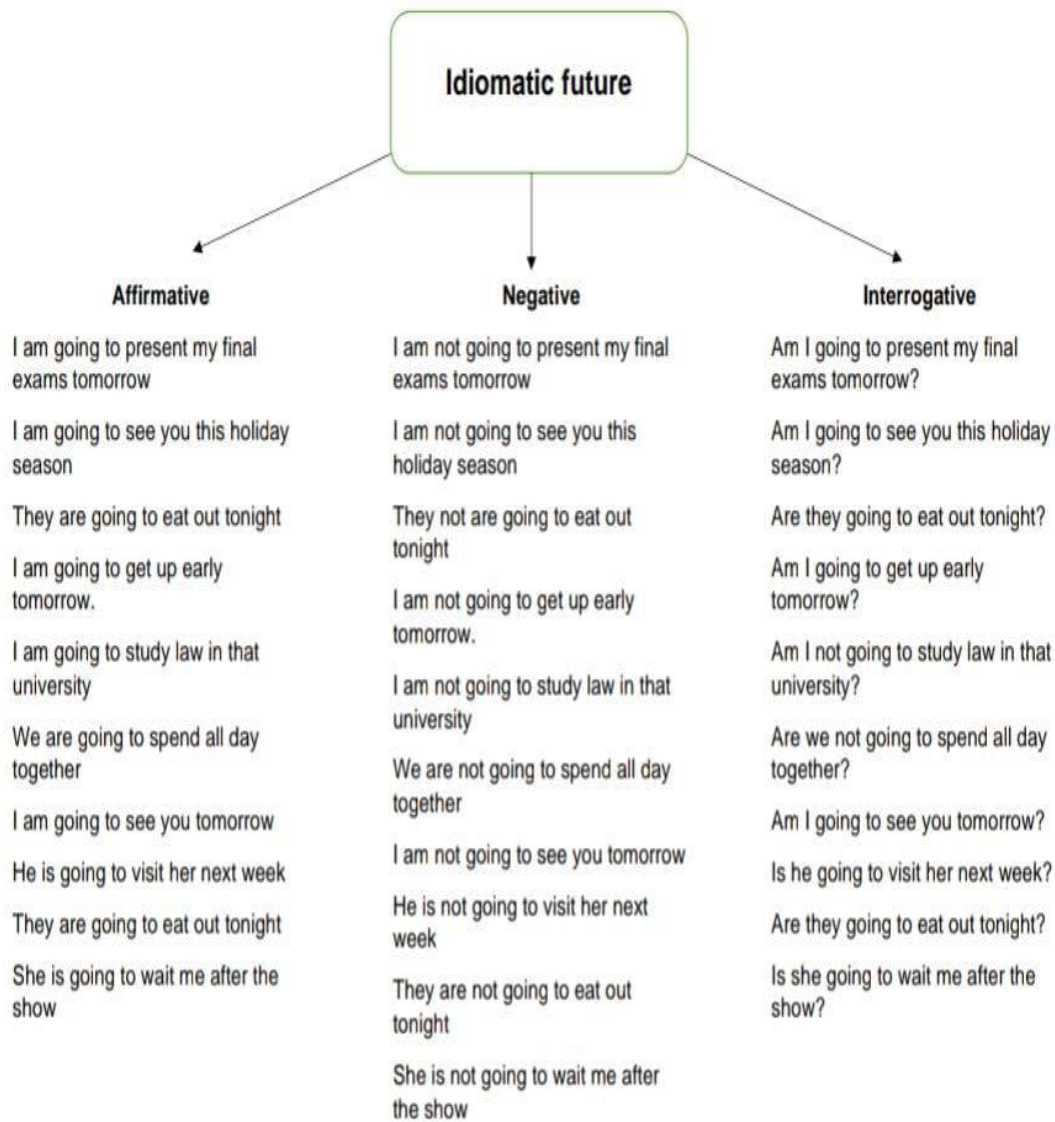 Idiomatic future
Affirmative
I am going to present my final
exams tomorrow
I am going to see you this holiday
season
They are going to eat out tonight
I am going to get up early
tomorrow.
I am going to study law in that
university
We are going to spend all day
together
I am going to see you tomorrow
He is going to visit her next week
They are going to eat out tonight
She is going to wait me after the
show
Negative
I am not going to present my final
exams tomorrow
I am not going to see you this
holiday season
They not are going to eat out
tonight
I am not going to get up early
tomorrow.
I am not going to study law in that
university
We are not going to spend all day
together
I am not going to see you tomorrow
He is not going to visit her next
week
They are not going to eat out
tonight
She is not going to wait me after
the show
Interrogative
Am I going to present my final
exams tomorrow?
Am I going to see you this holiday
season?
Are they going to eat out tonight?
Am I going to get up early
tomorrow?
Am I not going to study law in that
university?
Are we not going to spend all day
together?
Am I going to see you tomorrow?
Is he going to visit her next week?
Are they going to eat out tonight?
Is she going to wait me after the
show?